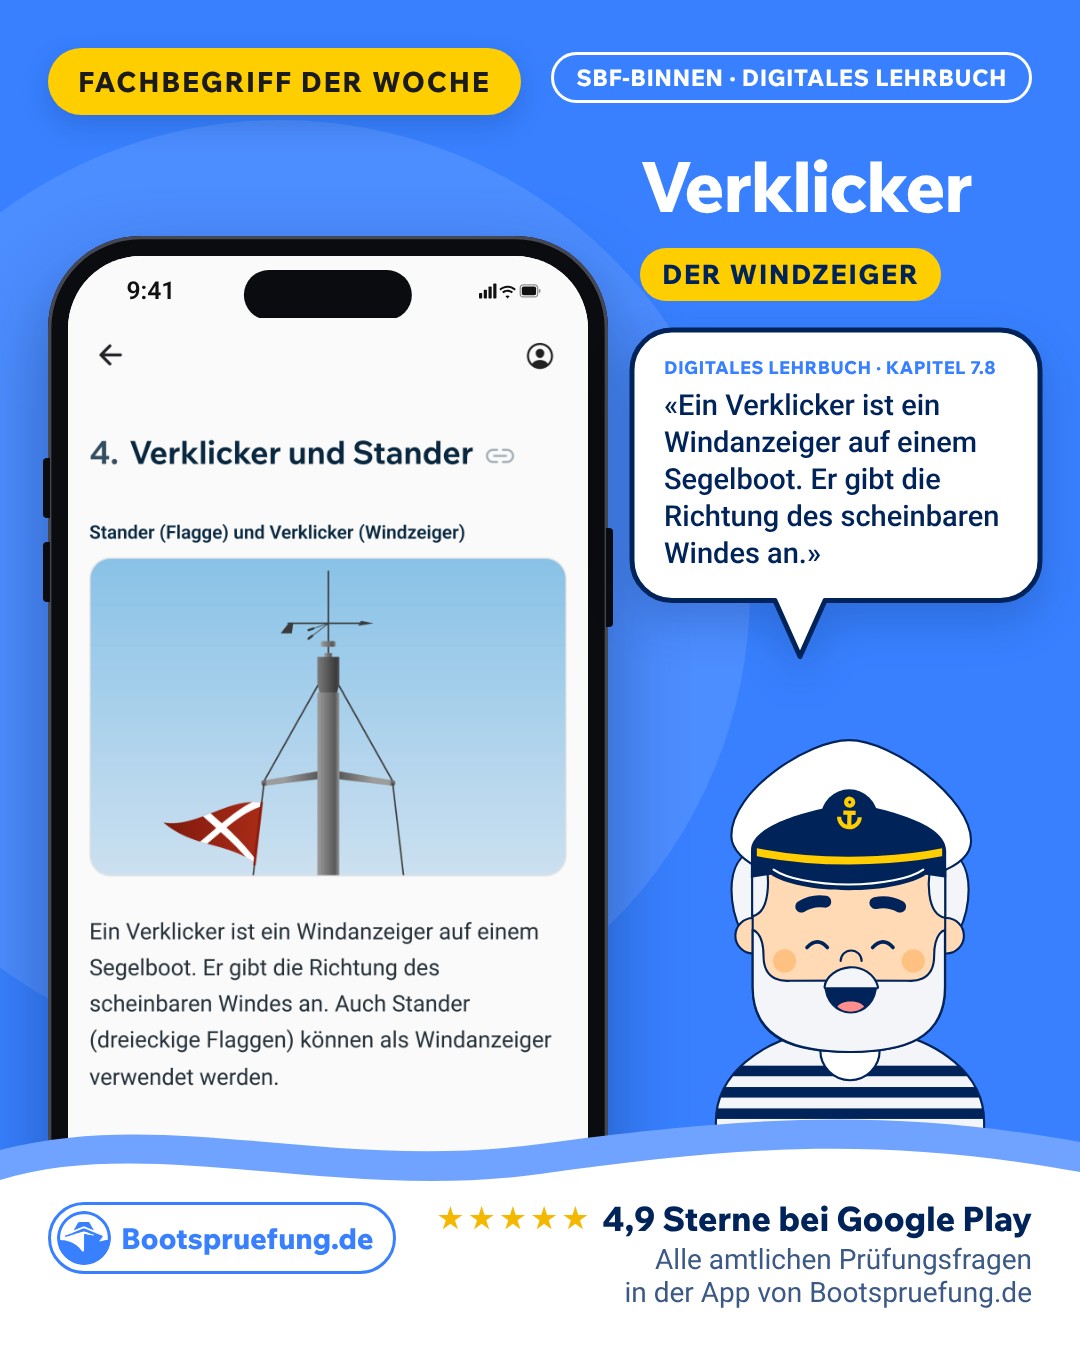 FACHBEGRIFF DER WOCHE
SBF-BINNEN · DIGITALES LEHRBUCH
Verklicker
DER WINDZEIGER
DIGITALES LEHRBUCH · KAPITEL 7.8
«Ein Verklicker ist ein
Windanzeiger auf einem
Segelboot. Er gibt die
Richtung des scheinbaren
Windes an.»
9:41
4. Verklicker und Stander
Stander (Flagge) und Verklicker (Windzeiger)
Ein Verklicker ist ein Windanzeiger auf einem
Segelboot. Er gibt die Richtung des
scheinbaren Windes an. Auch Stander
(dreieckige Flaggen) können als Windanzeiger
verwendet werden.
Bootspruefung.de
★★★★★ 4,9 Sterne bei Google Play
Alle amtlichen Prüfungsfragen
in der App von Bootspruefung.de